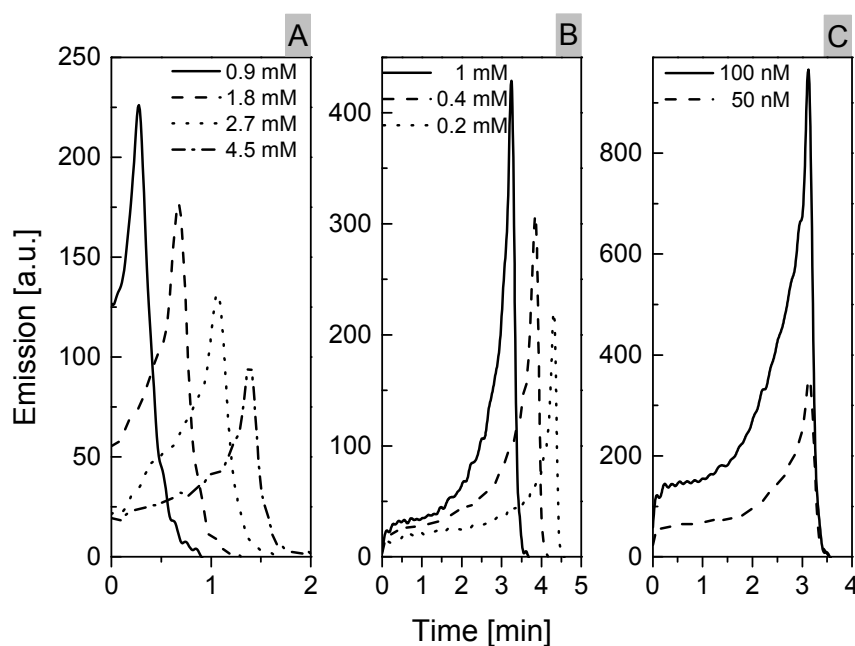 A
B
C
0.9 mM
1.8 mM
2.7 mM
4.5 mM
1 mM
0.4 mM
0.2 mM
100 nM
50 nM
Emission [a.u.]
250
200
150
100
50
0
0 1 2
400
300
200
100
0
0 1 2 3 4 5
800
600
400
200
0
0 1 2 3 4
Time [min]